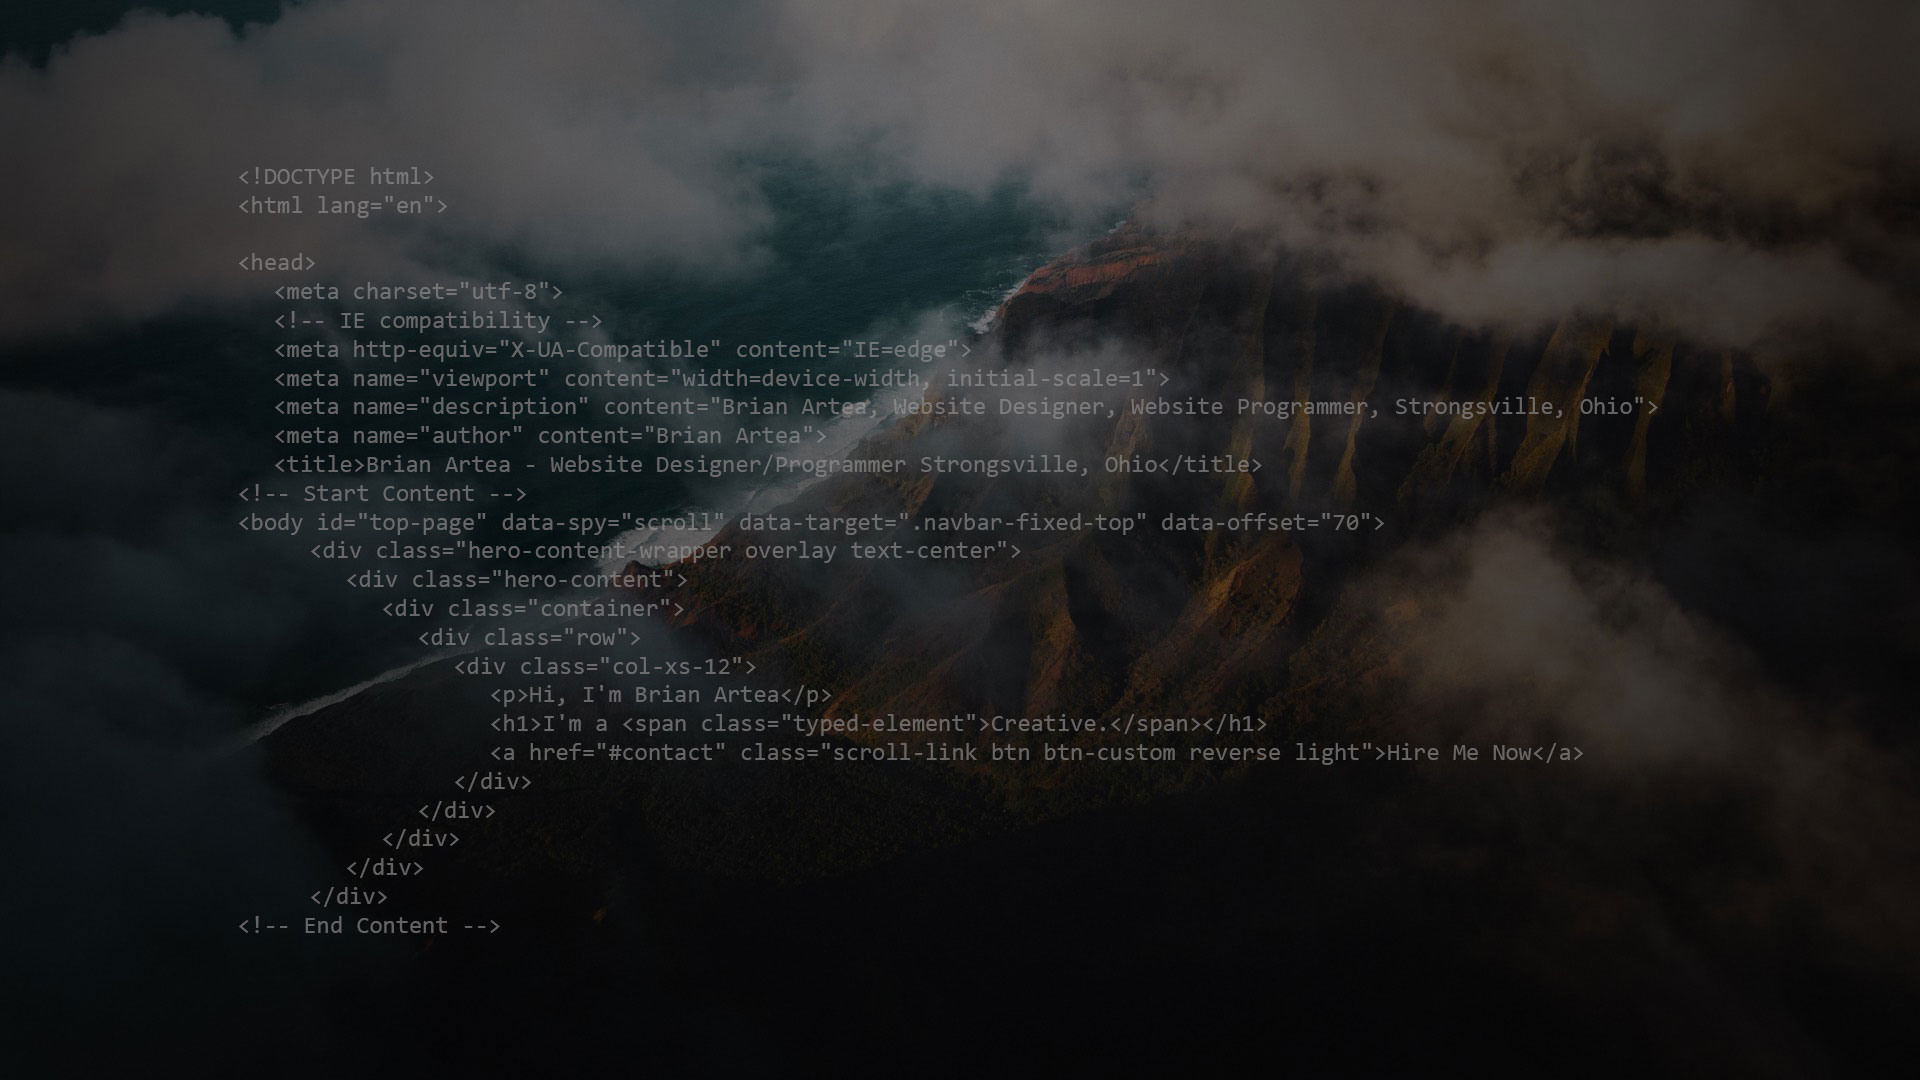 <!DOCTYPE html>
<html lang="en">
<head>
<meta charset="utf-8">
<!-- IE compatibility -->
<meta http-equiv="X-UA-Compatible" content="IE=edge">
<meta name="viewport" content="width=device-width, initial-scale=1">
<meta name="description" content="Brian Artea, Website Designer, Website Programmer, Strongsville, Ohio">
<meta name="author" content="Brian Artea">
<title>Brian Artea - Website Designer/Programmer Strongsville, Ohio</title>
<!-- Start Content -->
<body id="top-page" data-spy="scroll" data-target=".navbar-fixed-top" data-offset="70">
<div class="hero-content-wrapper overlay text-center">
<div class="hero-content">
<div class="container">
<div class="row">
<div class="col-xs-12">
<p>Hi, I'm Brian Artea</p>
<h1>I'm a <span class="typed-element">Creative.</span></h1>
<a href="#contact" class="scroll-link btn btn-custom reverse light">Hire Me Now</a>
</div>
</div>
</div>
</div>
</div>
<!-- End Content -->